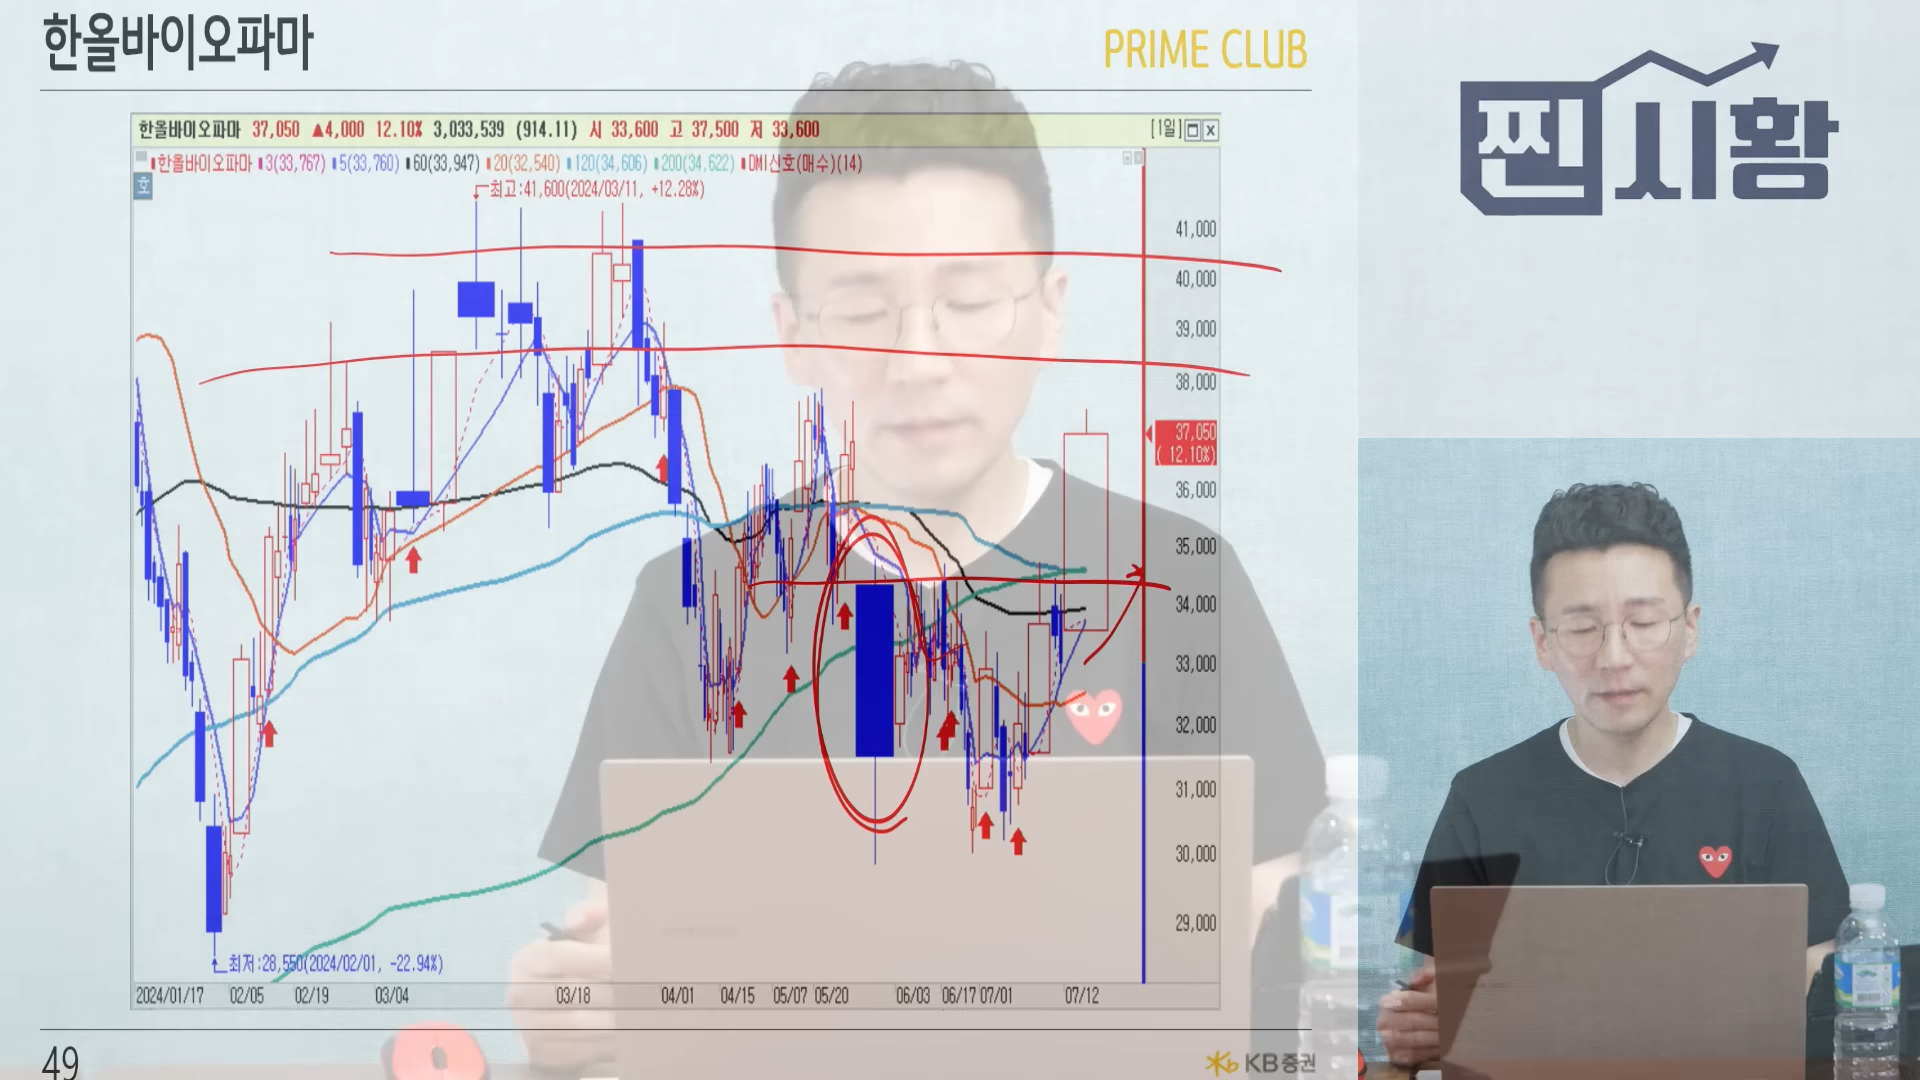 한올바이오파마
PRIME CLUB
찐시황
한올바이오파마 37,050 ▲4,000 12.10% 3,033,539 (914.11) 시 33,600 고 37,500 저 33,600 [1일]
한올바이오파마 3(33,767) 5(33,760) 60(33,947) 20(32,540) 120(34,606) 200(34,622) DMI신호(매수)(14)
호
최고:41,600(2024/03/11, +12.28%)
41,000
40,000
39,000
38,000
37,050
( 12.10%)
36,000
35,000
34,000
33,000
32,000
31,000
30,000
29,000
최저:28,550(2024/02/01, -22.94%)
2024/01/17 02/05 02/19 03/04 03/18 04/01 04/15 05/07 05/20 06/03 06/17 07/01 07/12
49
KB증권